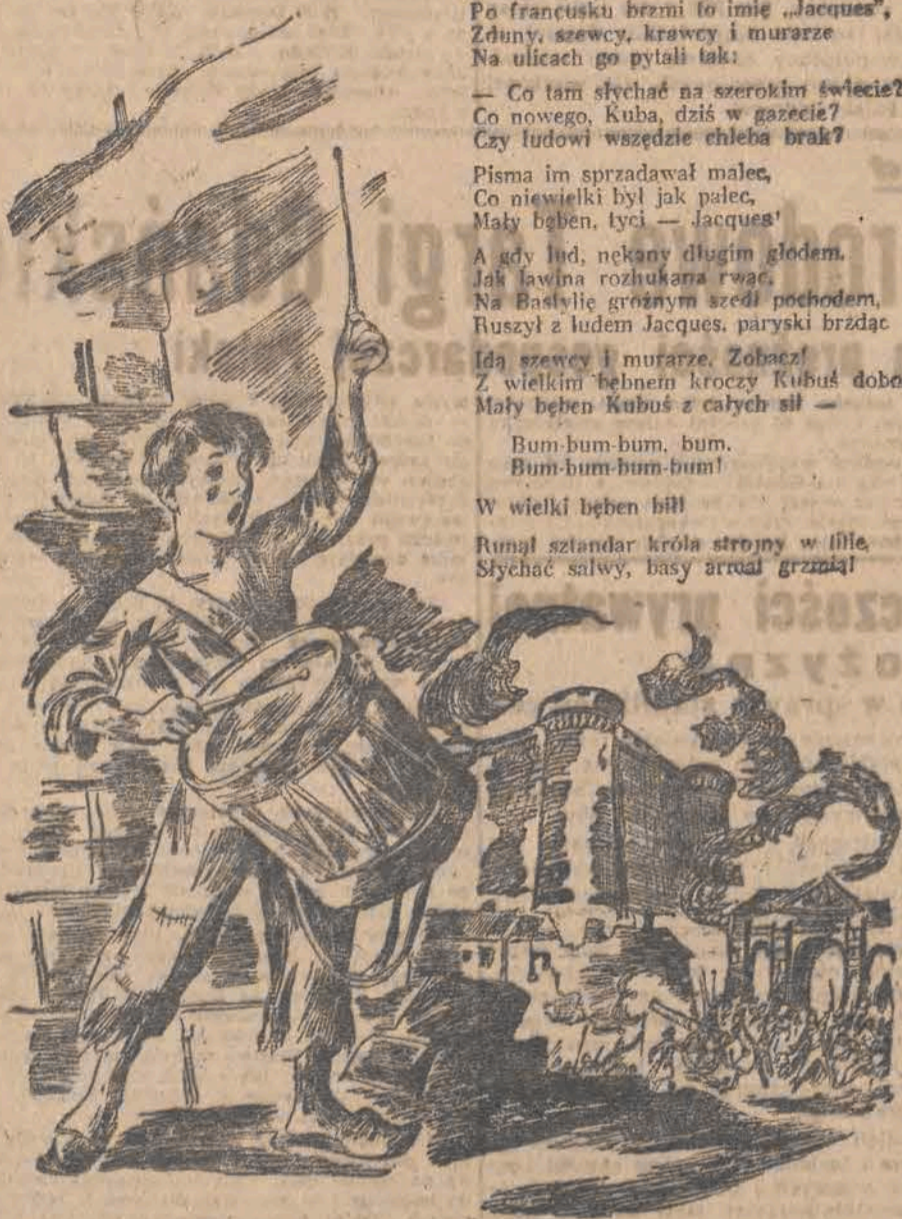 Po francusku brzmi to imię „Jacques",
Zduny, szewcy, krawcy i murarze
Na ulicach go pytali tak:
— Co tam słychać na szerokim świecie?
Co nowego, Kuba, dziś w gazecie?
Czy ludowi wszędzie chleba brak?
Pisma im sprzadawał malec,
Co niewielki był jak palec,
Mały bęben, tyci — Jacques!
A gdy lud, nękany długim głodem,
Jak lawina rozhukana rwąc,
Na Bastylię groźnym szedł pochodem,
Ruszył z ludem Jacques, paryski brzdąc
Idą szewcy i murarze. Zobacz!
Z wielkim bębnem kroczy Kubuś dobo
Mały bęben Kubuś z całych sił —
Bum-bum-bum, bum,
Bum-bum-bum-bum!
W wielki bęben bił!
Runął sztandar króla strojny w lilie,
Słychać salwy, basy armat grzmią!